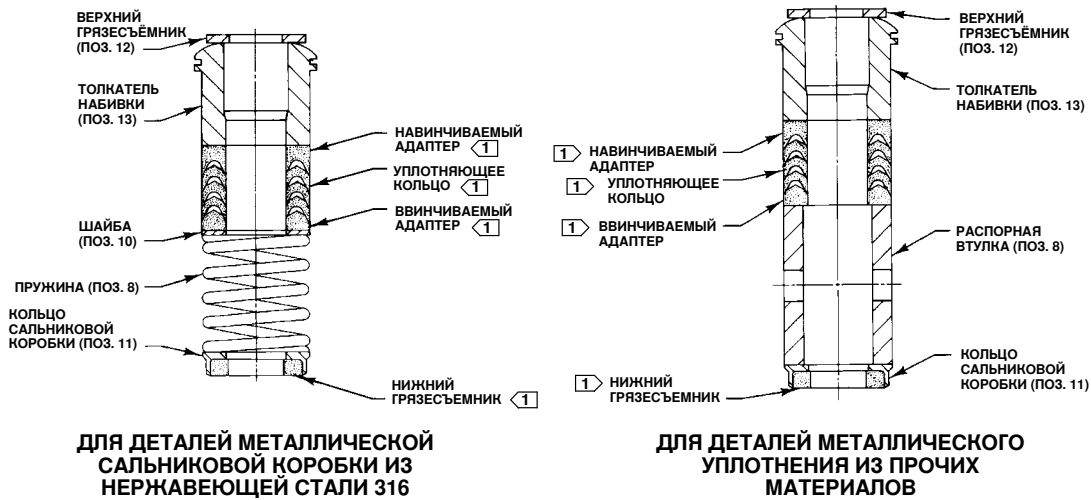 ВЕРХНИЙ
ГРЯЗЕСЪЁМНИК
(ПОЗ. 12)
ТОЛКАТЕЛЬ
НАБИВКИ
(ПОЗ. 13)
НАВИНЧИВАЕМЫЙ
АДАПТЕР 1
УПЛОТНЯЮЩЕЕ
КОЛЬЦО 1
ВВИНЧИВАЕМЫЙ
АДАПТЕР 1
ШАЙБА
(ПОЗ. 10)
ПРУЖИНА (ПОЗ. 8)
КОЛЬЦО
САЛЬНИКОВОЙ
КОРОБКИ (ПОЗ. 11)
НИЖНИЙ
ГРЯЗЕСЪЕМНИК 1
ДЛЯ ДЕТАЛЕЙ МЕТАЛЛИЧЕСКОЙ
САЛЬНИКОВОЙ КОРОБКИ ИЗ
НЕРЖАВЕЮЩЕЙ СТАЛИ 316
ВЕРХНИЙ
ГРЯЗЕСЪЁМНИК
(ПОЗ. 12)
ТОЛКАТЕЛЬ
НАБИВКИ (ПОЗ. 13)
1 НАВИНЧИВАЕМЫЙ
АДАПТЕР
1 УПЛОТНЯЮЩЕЕ
КОЛЬЦО
1 ВВИНЧИВАЕМЫЙ
АДАПТЕР
РАСПОРНАЯ
ВТУЛКА (ПОЗ. 8)
1 НИЖНИЙ
ГРЯЗЕСЪЕМНИК
КОЛЬЦО
САЛЬНИКОВОЙ
КОРОБКИ (ПОЗ. 11)
ДЛЯ ДЕТАЛЕЙ МЕТАЛЛИЧЕСКОГО
УПЛОТНЕНИЯ ИЗ ПРОЧИХ
МАТЕРИАЛОВ